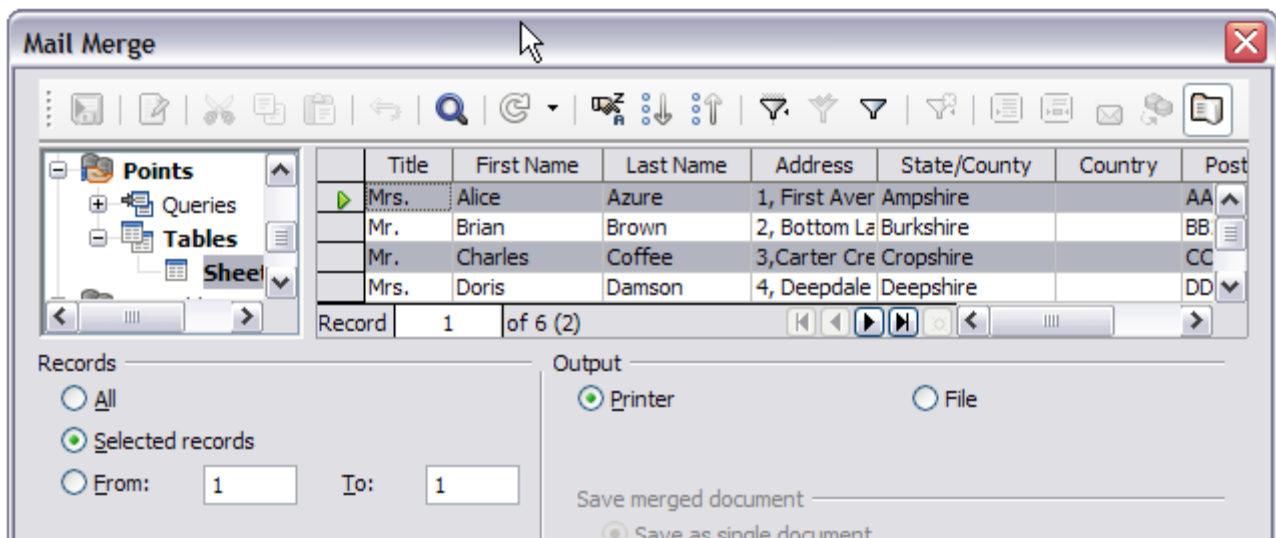 Mail Merge
Points
Queries
Tables
Sheet
Title First Name Last Name Address State/County Country Post
Mrs. Alice Azure 1, First Aver Ampshire AA
Mr. Brian Brown 2, Bottom La Burkshire BB
Mr. Charles Coffee 3,Carter Cre Cropshire CC
Mrs. Doris Damson 4, Deepdale Deepshire DD
Record 1 of 6 (2)
Records
All
Selected records
From: 1 To: 1
Output
Printer File
Save merged document
Save as single document